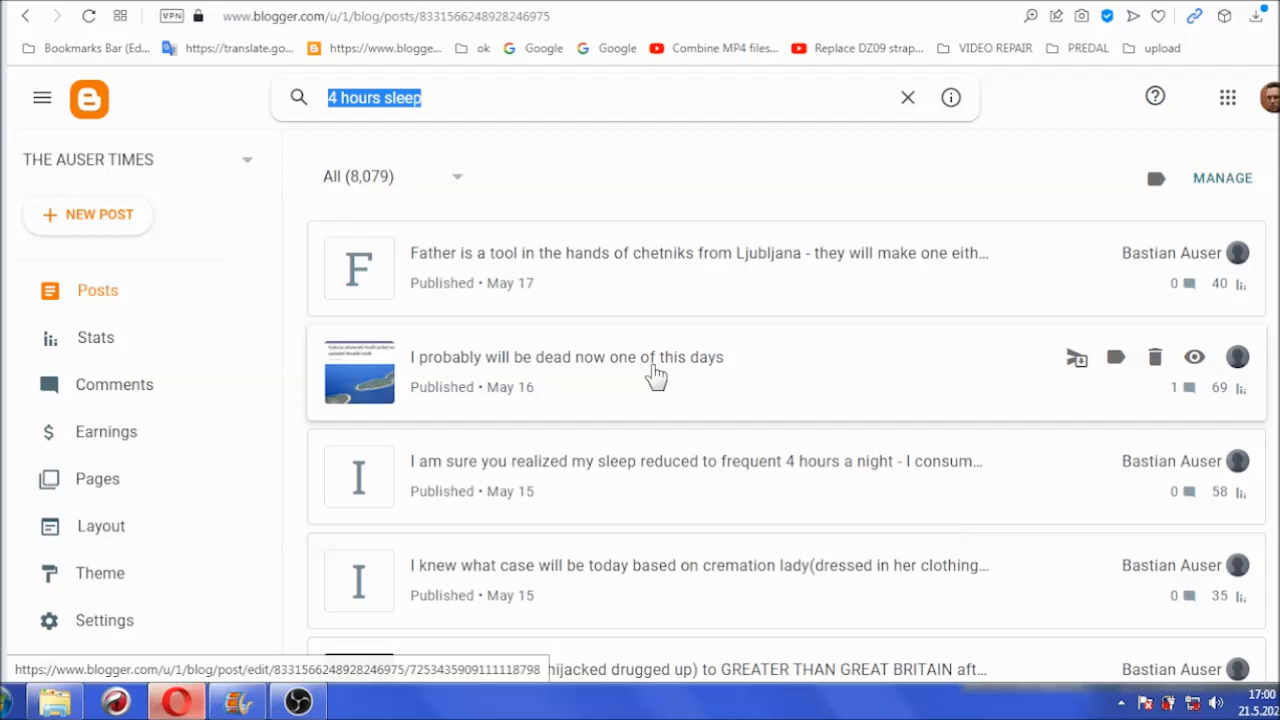 VPN
www.blogger.com/u/1/blog/posts/8331566248928246975
Bookmarks Bar (Ed...
https://translate.go...
https://www.blogge...
ok
Google
Google
Combine MP4 files...
Replace DZ09 strap...
VIDEO REPAIR
PREDAL
upload
4 hours sleep
THE AUSER TIMES
All (8,079)
MANAGE
NEW POST
Father is a tool in the hands of chetniks from Ljubljana - they will make one eith...
Bastian Auser
Published • May 17
0
40
Posts
Stats
Comments
Earnings
Pages
Layout
Theme
Settings
I probably will be dead now one of this days
Published • May 16
1
69
I am sure you realized my sleep reduced to frequent 4 hours a night - I consum...
Bastian Auser
Published • May 15
0
58
I knew what case will be today based on cremation lady(dressed in her clothing...
Bastian Auser
Published • May 15
0
35
hijacked drugged up) to GREATER THAN GREAT BRITAIN aft...
Bastian Auser
https://www.blogger.com/u/1/blog/post/edit/8331566248928246975/7253435909111118798
17:00
21.5.202